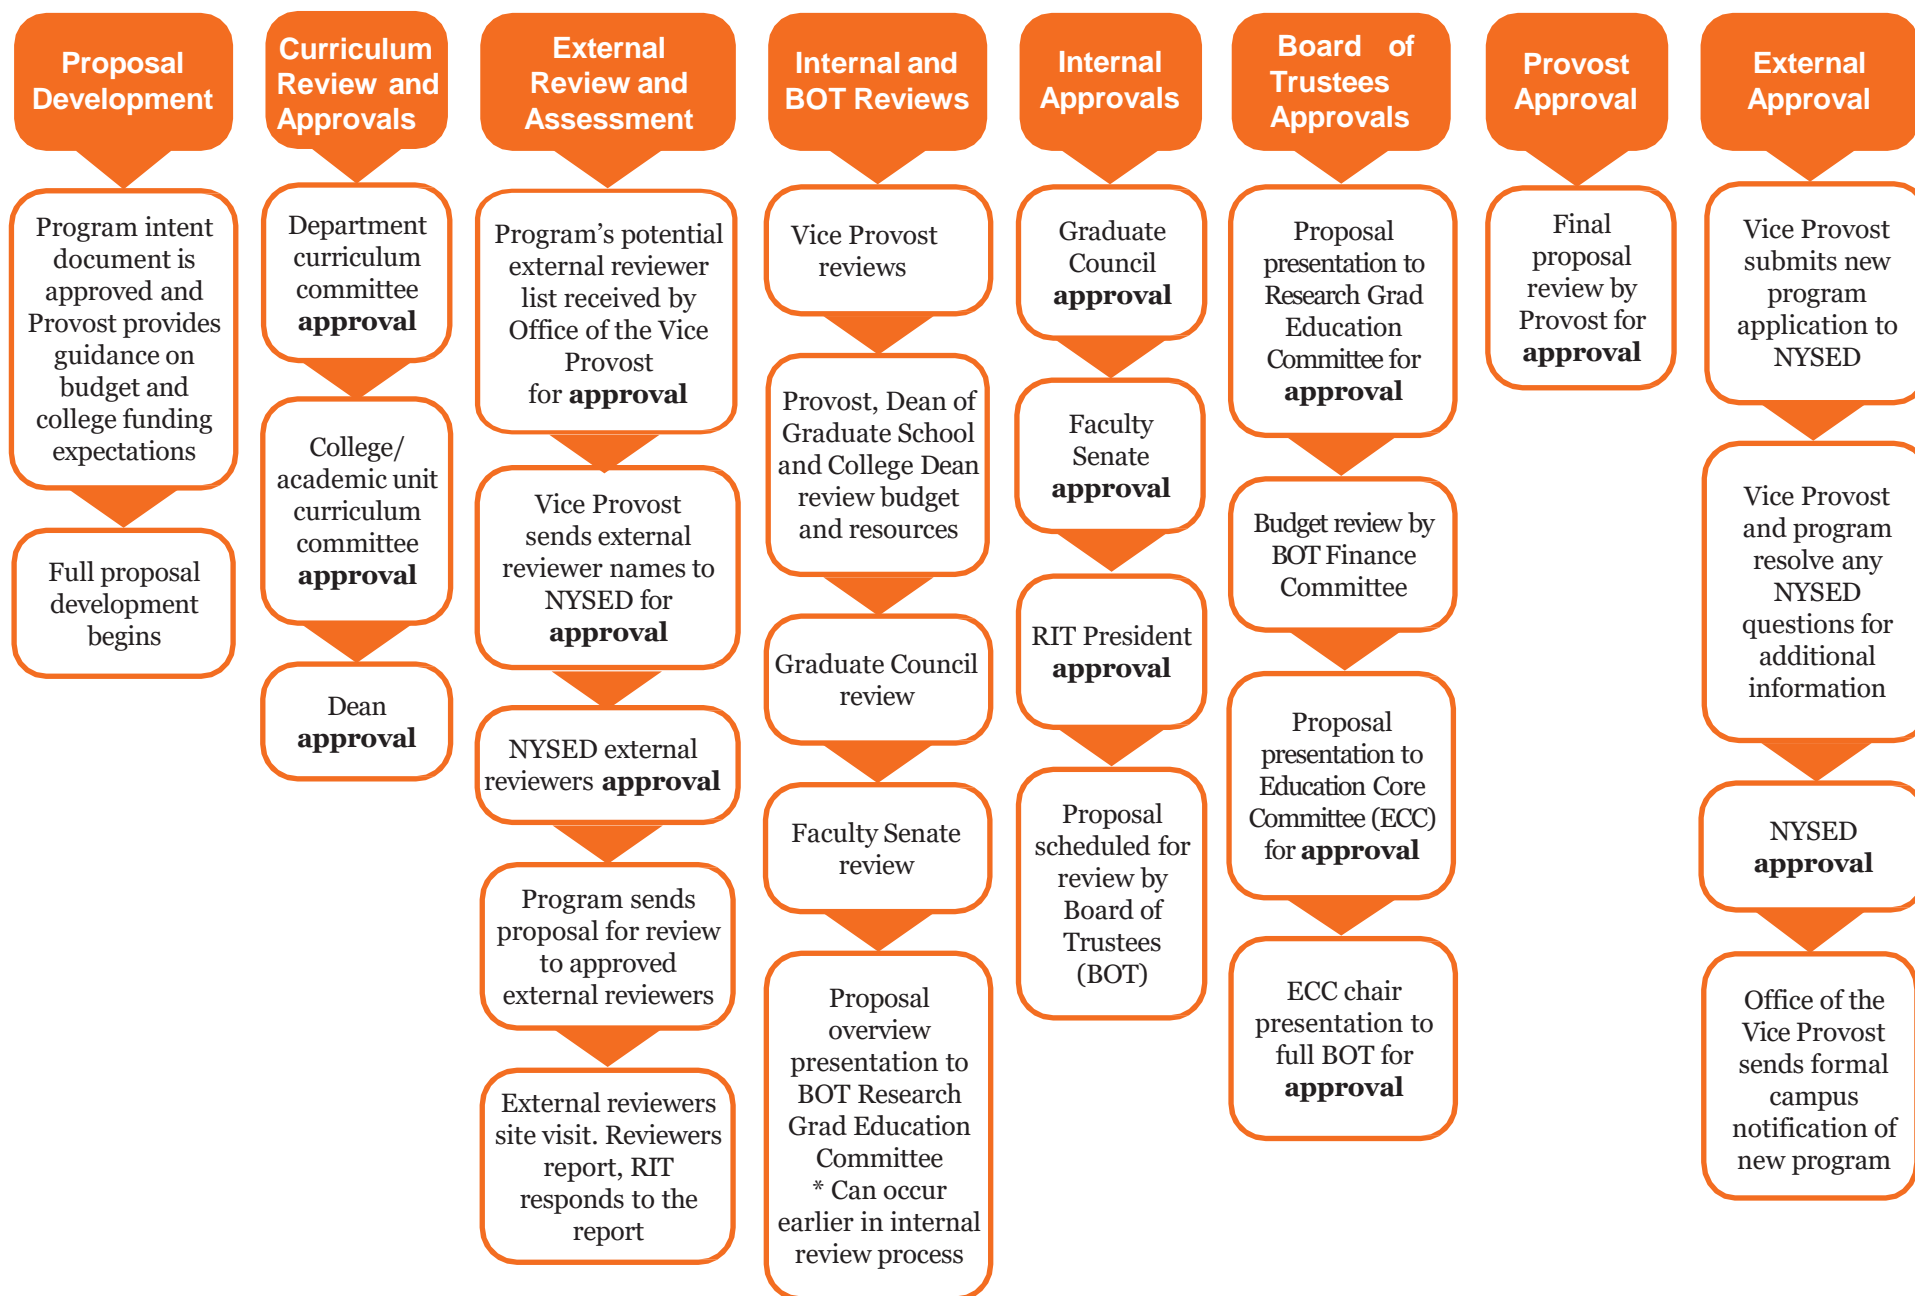 Proposal
Development
Program intent
document is
approved and
Provost provides
guidance on
budget and
college funding
expectations
Full proposal
development
begins
Curriculum
Review and
Approvals
Department
curriculum
committee
approval
College/
academic unit
curriculum
committee
approval
Dean
approval
External
Review and
Assessment
Program's potential
external reviewer
list received by
Office of the Vice
Provost
for approval
Vice Provost
sends external
reviewer names to
NYSED for
approval
NYSED external
reviewers approval
Program sends
proposal for review
to approved
external reviewers
External reviewers
site visit. Reviewers
report, RIT
responds to the
report
Internal and
BOT Reviews
Vice Provost
reviews
Provost, Dean of
Graduate School
and College Dean
review budget
and resources
Graduate Council
review
Faculty Senate
review
Proposal
overview
presentation to
BOT Research
Grad Education
Committee
* Can occur
earlier in internal
review process
Internal
Approvals
Graduate
Council
approval
Faculty
Senate
approval
RIT President
approval
Proposal
scheduled for
review by
Board of
Trustees
(BOT)
Board of
Trustees
Approvals
Proposal
presentation to
Research Grad
Education
Committee for
approval
Budget review by
BOT Finance
Committee
Proposal
presentation to
Education Core
Committee (ECC)
for approval
ECC chair
presentation to
full BOT for
approval
Provost
Approval
Final
proposal
review by
Provost for
approval
External
Approval
Vice Provost
submits new
program
application to
NYSED
Vice Provost
and program
resolve any
NYSED
questions for
additional
information
NYSED
approval
Office of the
Vice Provost
sends formal
campus
notification of
new program